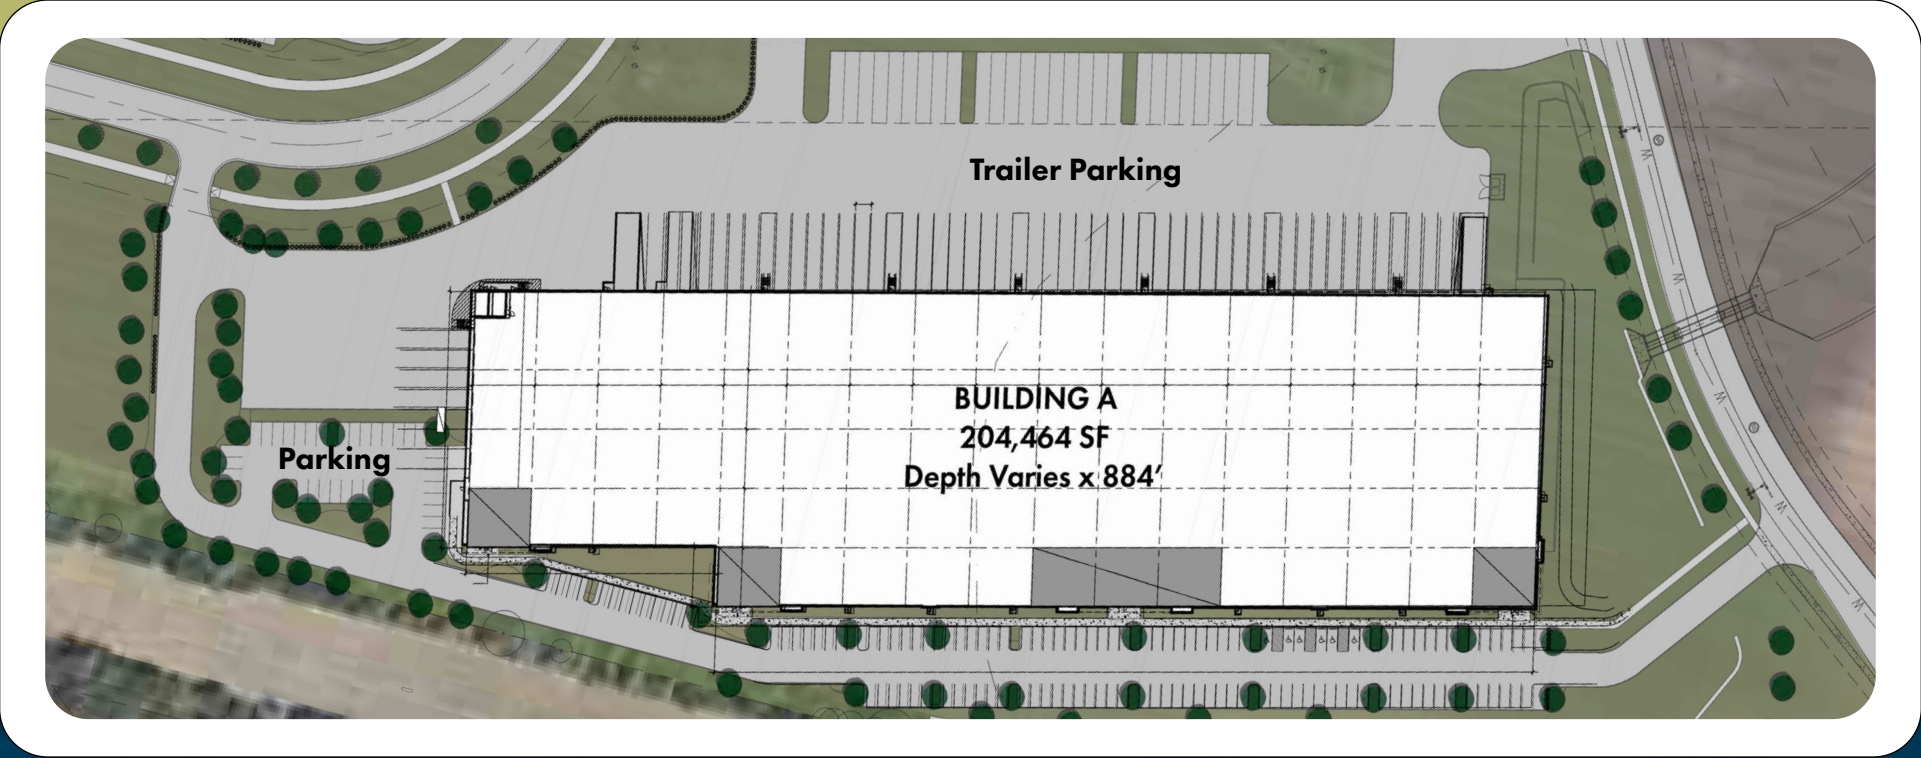 Trailer Parking
BUILDING A
204,464 SF
Depth Varies x 884’
Parking
W
W
W
W
W